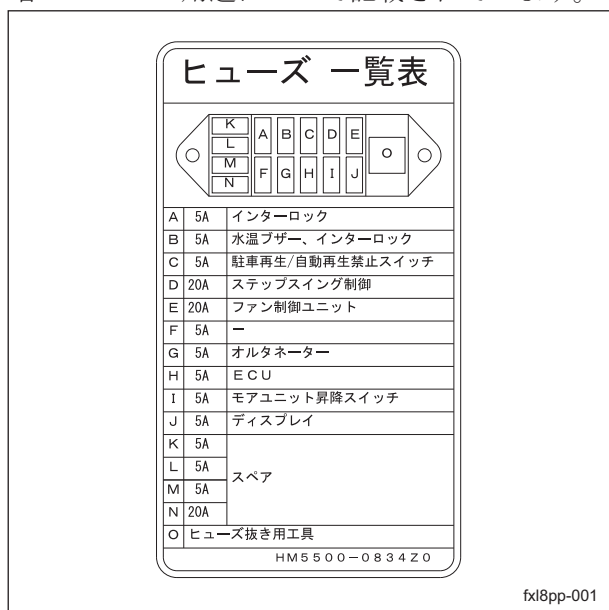 ヒューズ 一覧表
K
L
M
N
A B C D E
F G H I J
O
A 5A インターロック
B 5A 水温ブザー、インターロック
C 5A 駐車再生/自動再生禁止スイッチ
D 20A ステップスイング制御
E 20A ファン制御ユニット
F 5A ー
G 5A オルタネーター
H 5A ECU
I 5A モアユニット昇降スイッチ
J 5A ディスプレイ
K 5A
L 5A
スペア
M 5A
N 20A
O ヒューズ抜き用工具
HM5500-0834Z0
fxl8pp-001